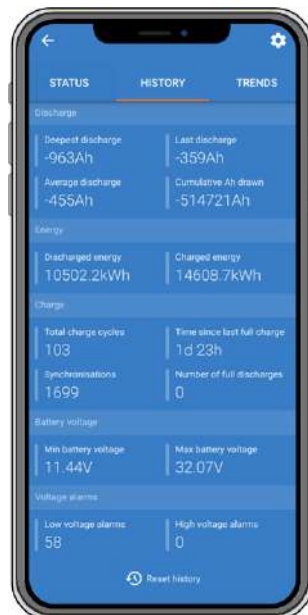 STATUS HISTORY TRENDS
Discharge
Deepest discharge Last discharge
-963Ah -359Ah
Average discharge Cumulative Ah drawn
-455Ah -514721Ah
Energy
Discharged energy Charged energy
10502.2kWh 14608.7kWh
Charge
Total charge cycles Time since last full charge
103 1d 23h
Synchronisations Number of full discharges
1699 0
Battery voltage
Min battery voltage Max battery voltage
11.44V 32.07V
Voltage alarms
Low voltage alarms High voltage alarms
58 0
Reset history